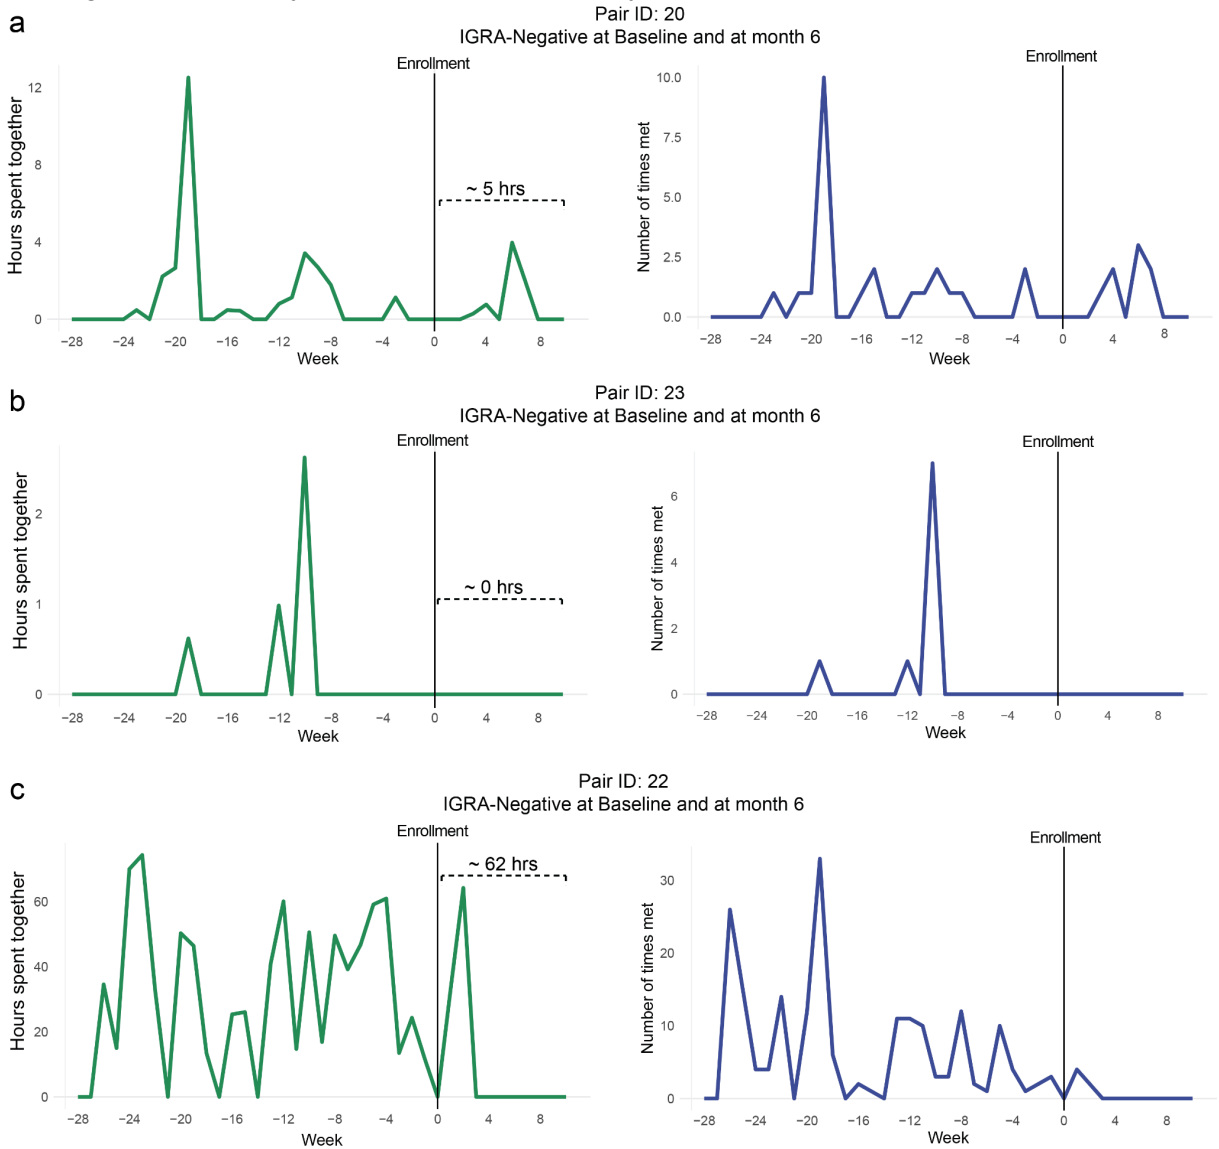 a
Pair ID: 20
IGRA-Negative at Baseline and at month 6
Enrollment
Hours spent together
12
8
4
0
~ 5 hrs
−28 −24 −20 −16 −12 −8 −4 0 4 8
Week
Enrollment
Number of times met
10.0
7.5
5.0
2.5
0.0
−28 −24 −20 −16 −12 −8 −4 0 4 8
Week
b
Pair ID: 23
IGRA-Negative at Baseline and at month 6
Enrollment
Hours spent together
2
1
0
~ 0 hrs
−28 −24 −20 −16 −12 −8 −4 0 4 8
Week
Enrollment
Number of times met
6
4
2
0
−28 −24 −20 −16 −12 −8 −4 0 4 8
Week
c
Pair ID: 22
IGRA-Negative at Baseline and at month 6
Enrollment
Hours spent together
60
40
20
0
~ 62 hrs
−28 −24 −20 −16 −12 −8 −4 0 4 8
Week
Enrollment
Number of times met
30
20
10
0
−28 −24 −20 −16 −12 −8 −4 0 4 8
Week